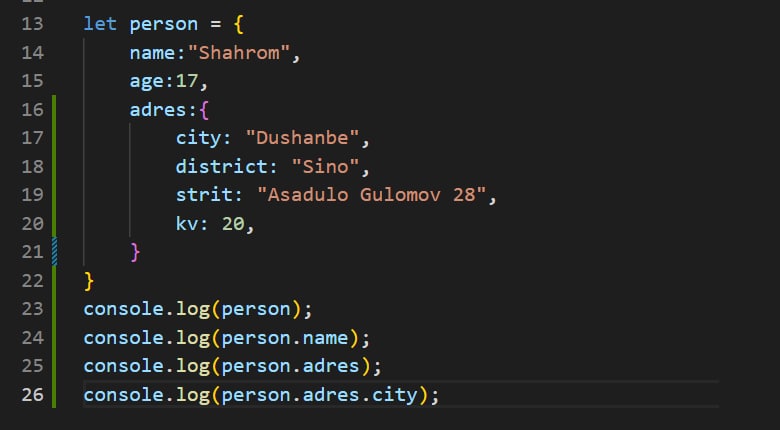 13 let person = {
14     name:"Shahrom",
15     age:17,
16     adres:{
17         city: "Dushanbe",
18         district: "Sino",
19         strit: "Asadulo Gulomov 28",
20         kv: 20,
21     }
22 }
23 console.log(person);
24 console.log(person.name);
25 console.log(person.adres);
26 console.log(person.adres.city);